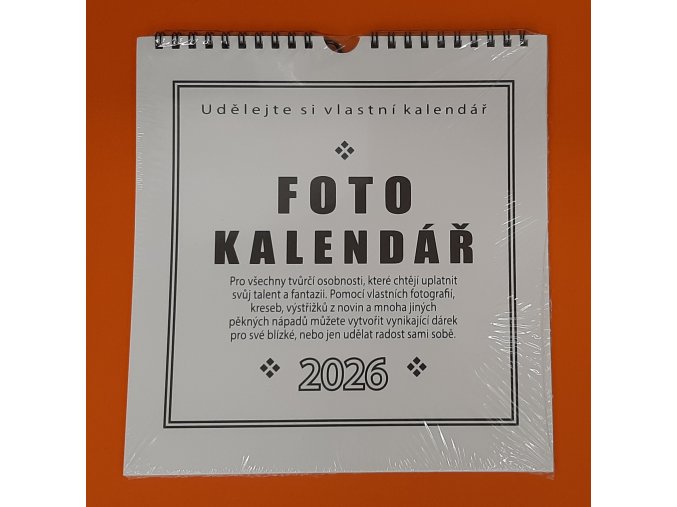 Udělejte si vlastní kalendář
FOTO
KALENDÁŘ
Pro všechny tvůrčí osobnosti, které chtějí uplatnit
svůj talent a fantazii. Pomocí vlastních fotografií,
kreseb, výstřižků z novin a mnoha jiných
pěkných nápadů můžete vytvořit vynikající dárek
pro své blízké, nebo jen udělat radost sami sobě.
2026